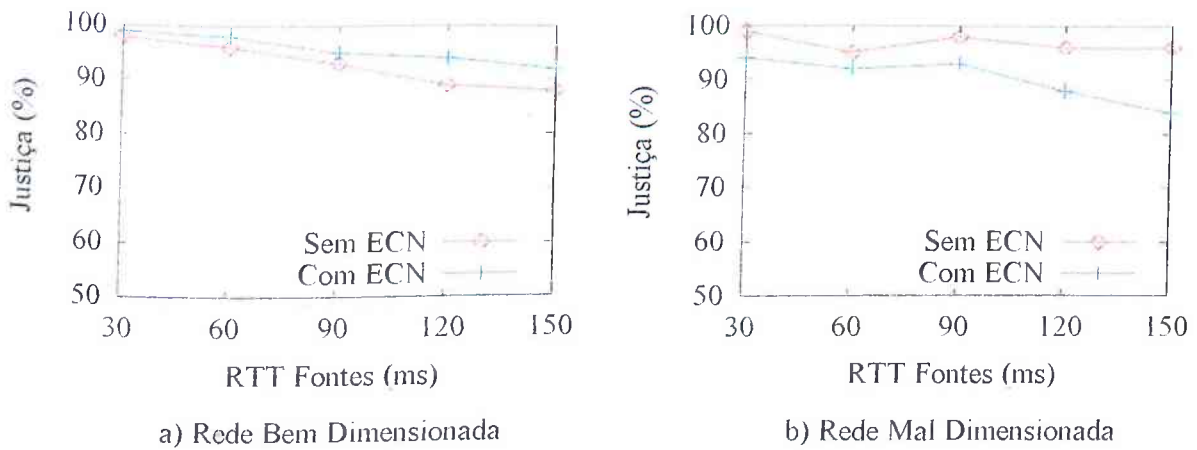 100
90
80
70
60
50
Justiça (%)
Sem ECN
Com ECN
30 60 90 120 150
RTT Fontes (ms)
a) Rede Bem Dimensionada
100
90
80
70
60
50
Justiça (%)
Sem ECN
Com ECN
30 60 90 120 150
RTT Fontes (ms)
b) Rede Mal Dimensionada